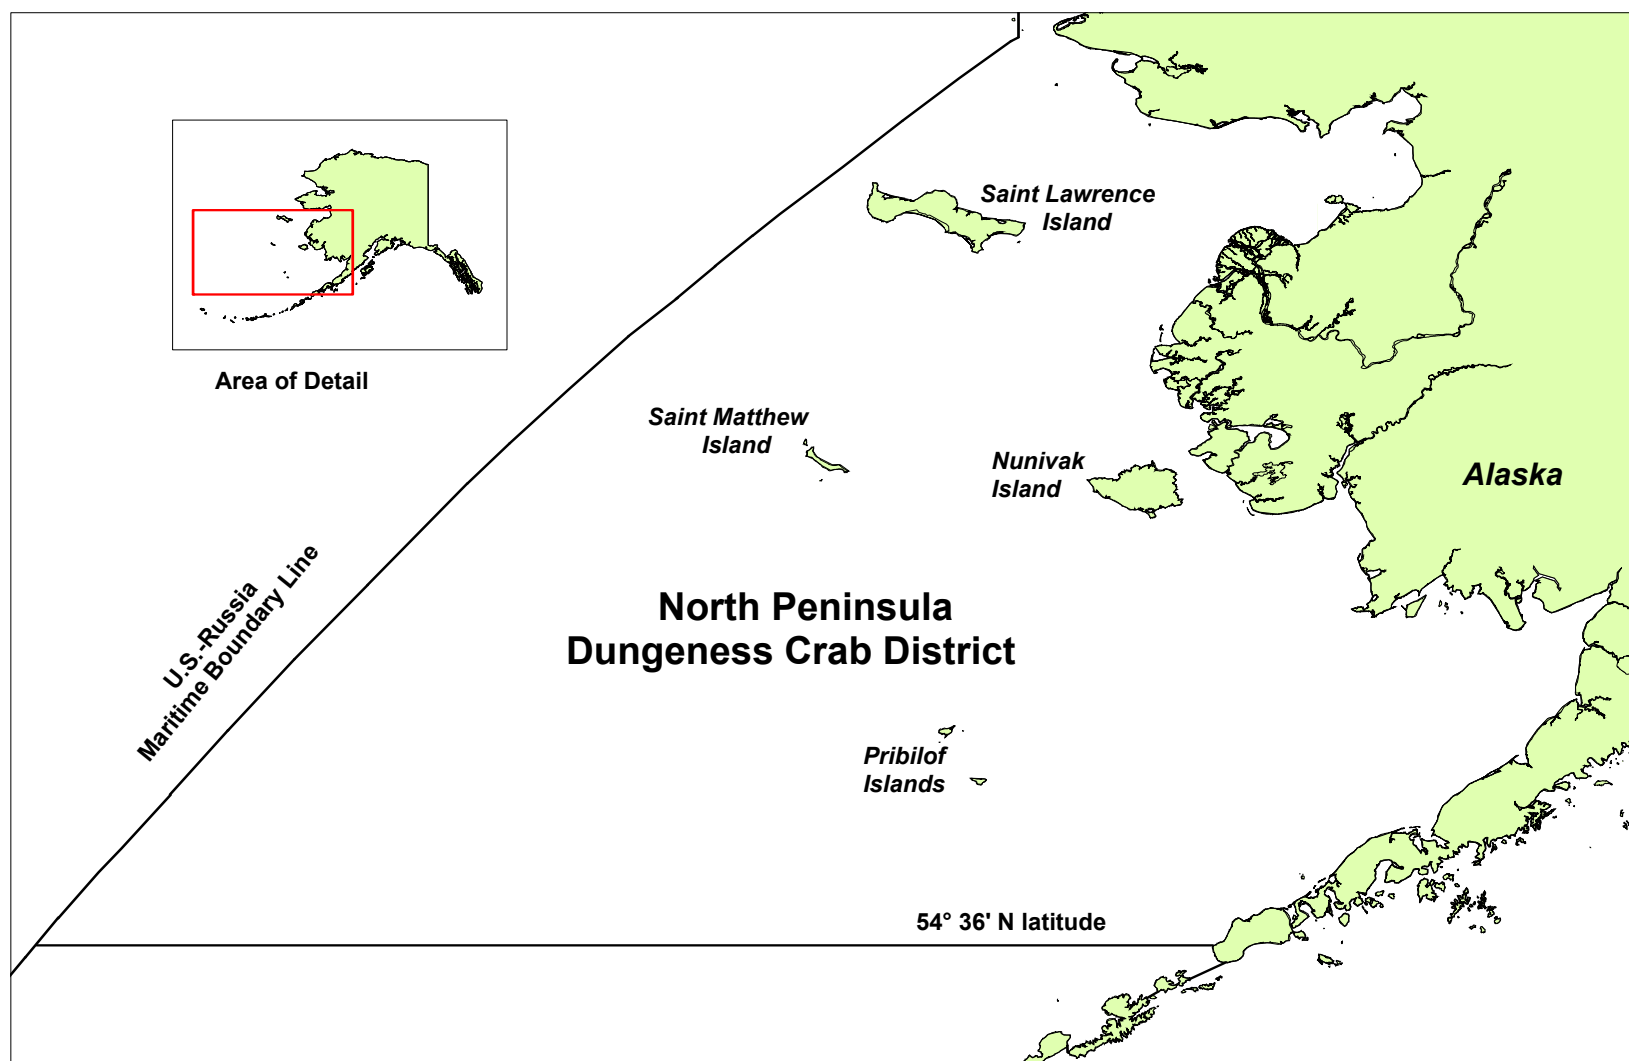 Saint Lawrence
Island
Area of Detail
Saint Matthew
Island
Nunivak
Island
Alaska
U.S.-Russia
Maritime Boundary Line
North Peninsula
Dungeness Crab District
Pribilof
Islands
54° 36' N latitude